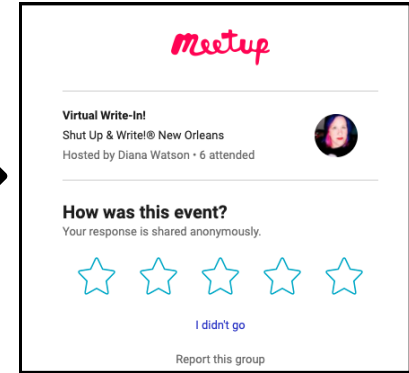 meetup
Virtual Write-In!
Shut Up & Write!® New Orleans
Hosted by Diana Watson • 6 attended
How was this event?
Your response is shared anonymously.
I didn't go
Report this group